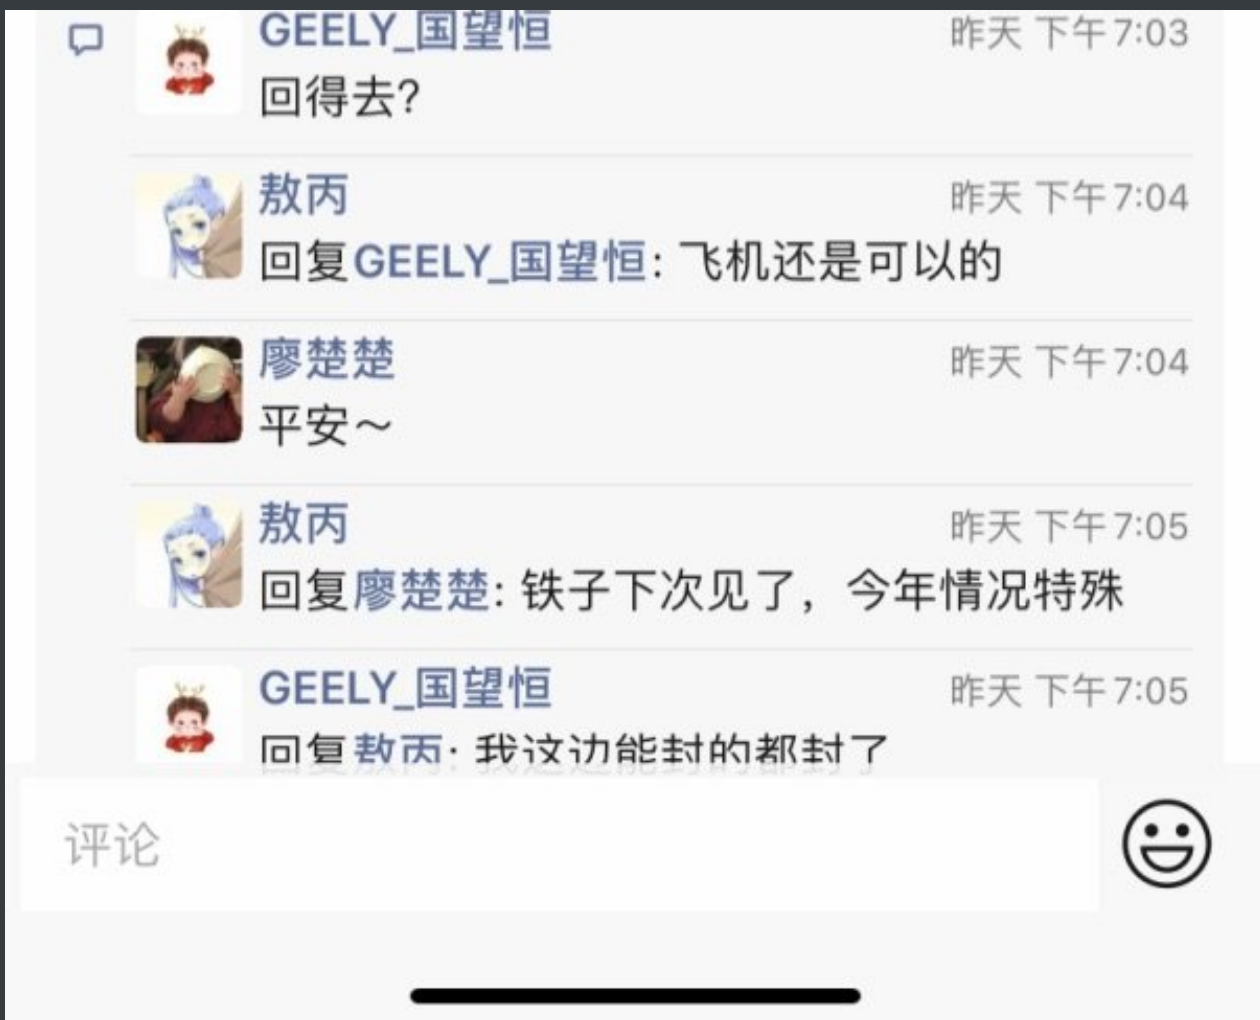 GEELY_国望恒
昨天 下午7:03
回得去?
敖丙
昨天 下午7:04
回复GEELY_国望恒: 飞机还是可以的
廖楚楚
昨天 下午7:04
平安～
敖丙
昨天 下午7:05
回复廖楚楚: 铁子下次见了，今年情况特殊
GEELY_国望恒
昨天 下午7:05
回复敖丙: 我这边能封的都封了
评论